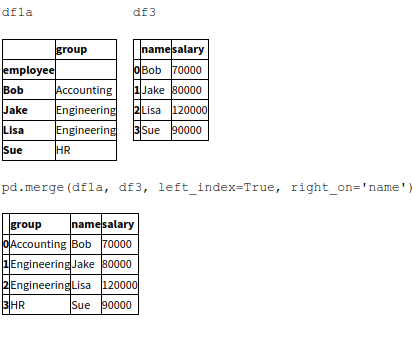 df1a df3
group
employee
Bob Accounting
Jake Engineering
Lisa Engineering
Sue HR
name salary
0 Bob 70000
1 Jake 80000
2 Lisa 120000
3 Sue 90000
pd.merge(df1a, df3, left_index=True, right_on='name')
group name salary
0 Accounting Bob 70000
1 Engineering Jake 80000
2 Engineering Lisa 120000
3 HR Sue 90000